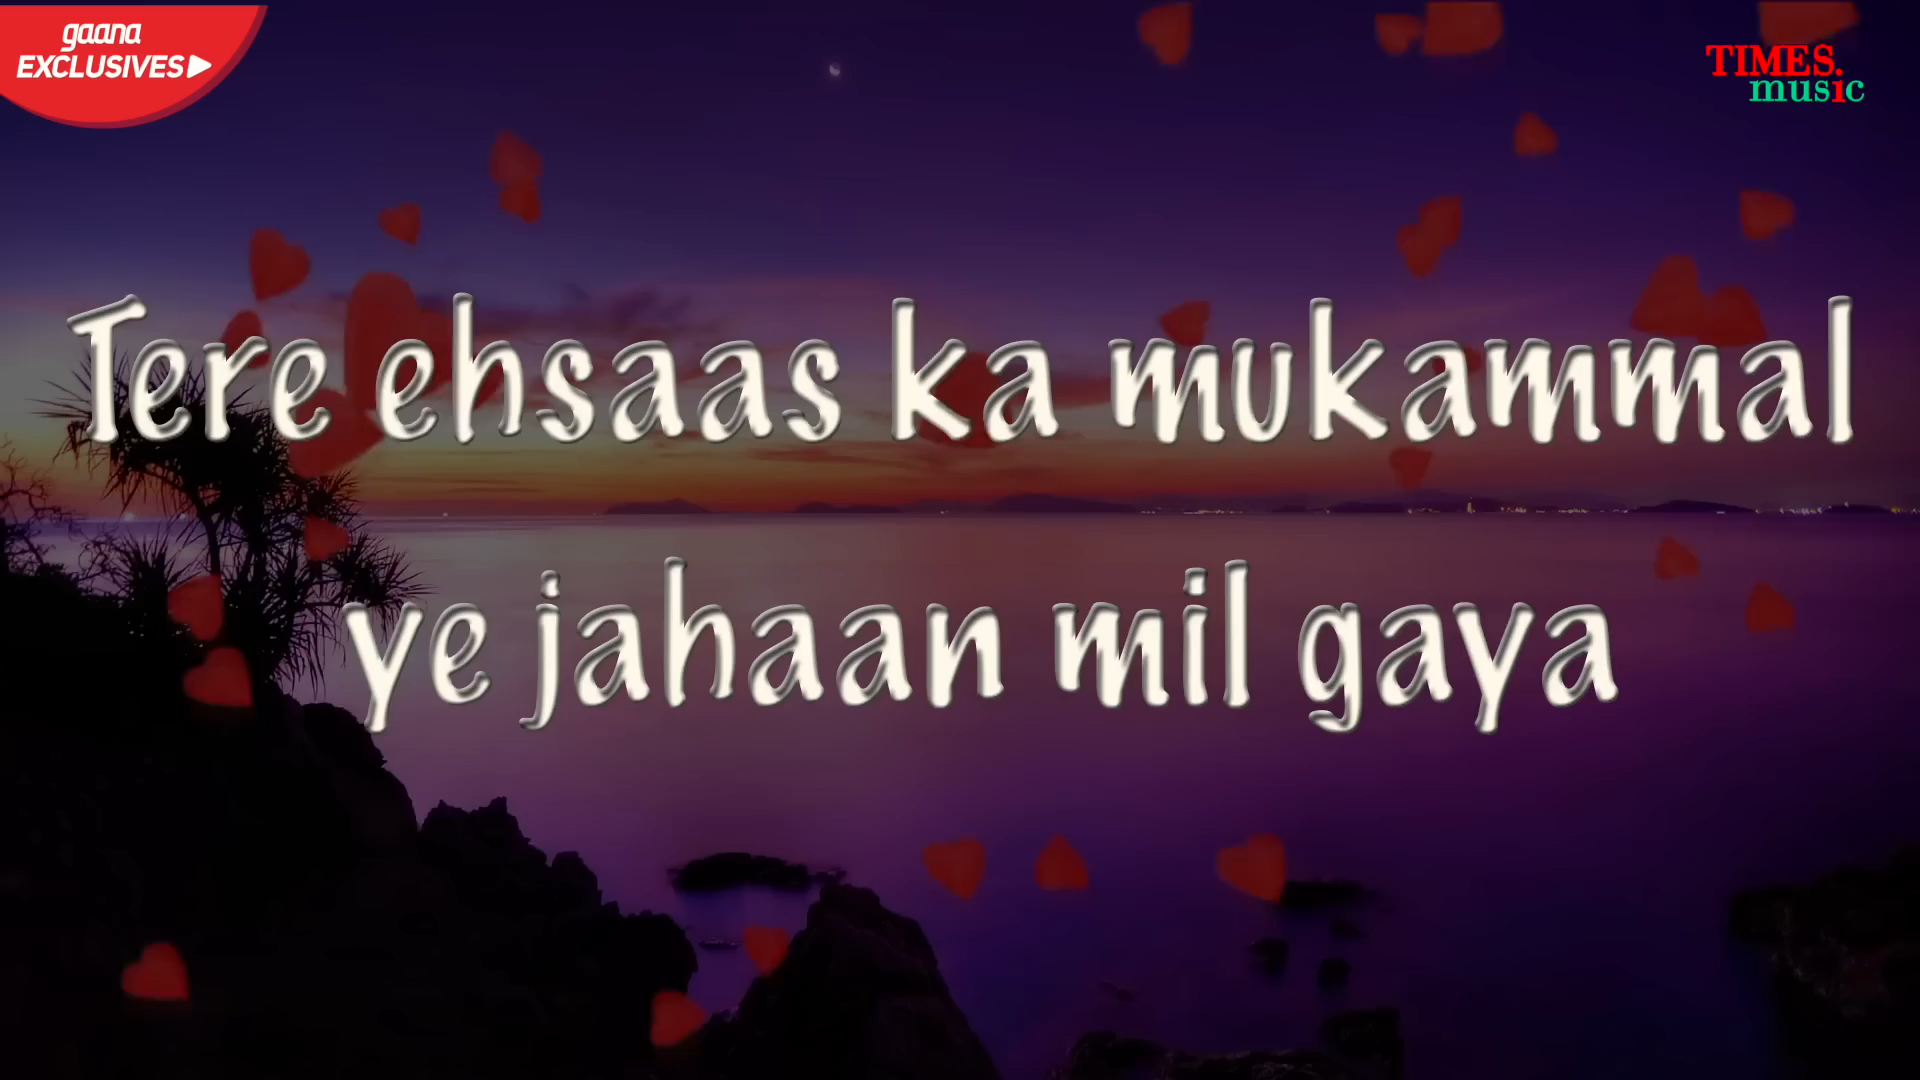 gaana
EXCLUSIVES
TIMES.
music
Tere ehsaas ka mukammal
ye jahaan mil gaya